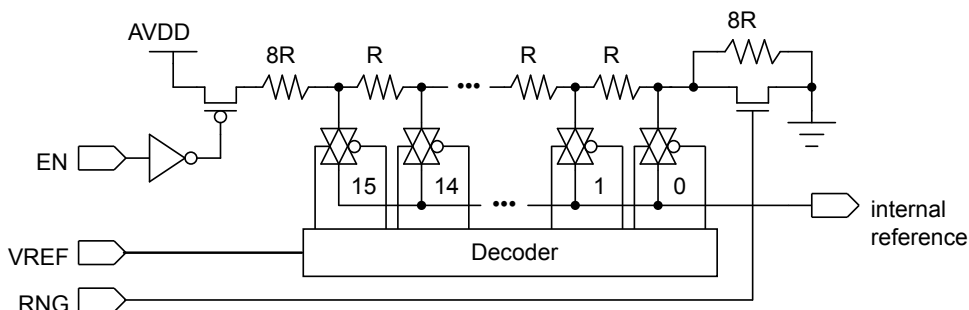 8R
AVDD
8R
R
R
R
•••
EN
15
14
1
0
•••
internal
reference
VREF
Decoder
RNG